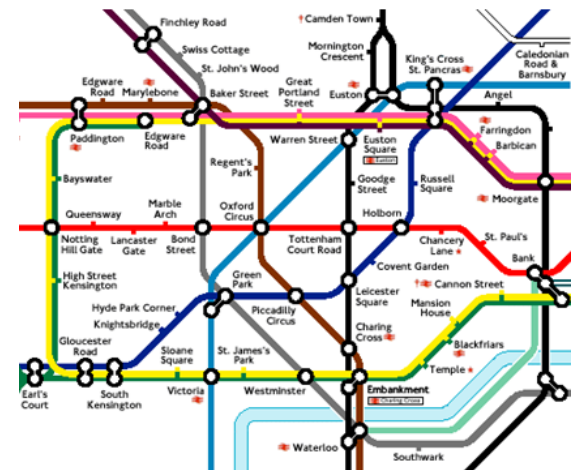 Finchley Road
Camden Town
Swiss Cottage
Mornington
Crescent
King's Cross
St. Pancras
Caledonian
Road &
Barnsbury
St. John's Wood
Edgware
Road
Marylebone
Baker Street
Great
Portland
Street
Euston
Angel
Paddington
Edgware
Road
Warren Street
Euston
Square
Euston
Farringdon
Barbican
Regent's
Park
Goodge
Street
Russell
Square
Moorgate
Bayswater
Queensway
Marble
Arch
Oxford
Circus
Holborn
Notting
Hill Gate
Lancaster
Gate
Bond
Street
Tottenham
Court Road
Chancery
Lane
St. Paul's
Bank
High Street
Kensington
Green
Park
Covent Garden
Leicester
Square
Cannon Street
Mansion
House
Hyde Park Corner
Knightsbridge
Piccadilly
Circus
Charing
Cross
Gloucester
Road
Sloane
Square
St. James's
Park
Blackfriars
Temple
Earl's
Court
South
Kensington
Victoria
Westminster
Embankment
Charing Cross
Waterloo
Southwark